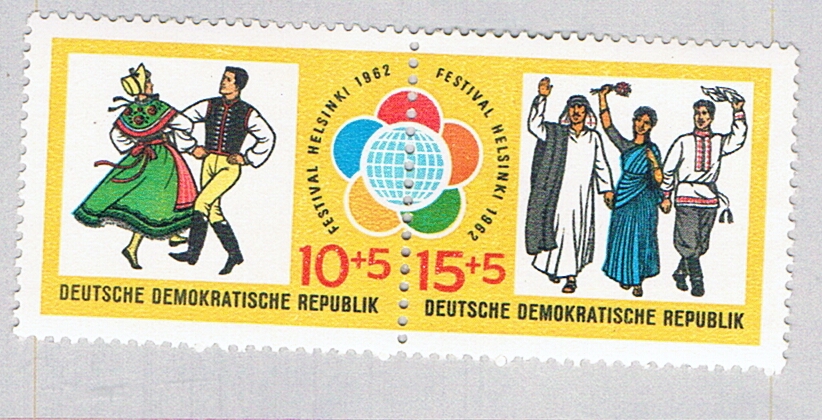 FESTIVAL HELSINKI 1962
10+5
DEUTSCHE DEMOKRATISCHE REPUBLIK
FESTIVAL HELSINKI 1962
15+5
DEUTSCHE DEMOKRATISCHE REPUBLIK